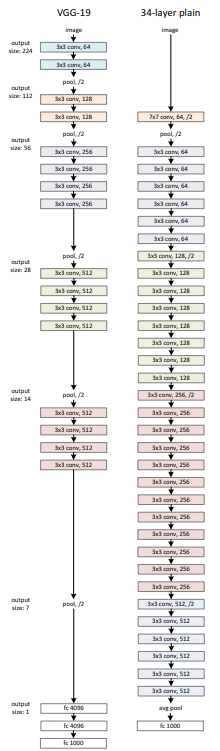 VGG-19
image
output
size: 224
3x3 conv, 64
3x3 conv, 64
pool, /2
output
size: 112
3x3 conv, 128
3x3 conv, 128
pool, /2
output
size: 56
3x3 conv, 256
3x3 conv, 256
3x3 conv, 256
3x3 conv, 256
pool, /2
output
size: 28
3x3 conv, 512
3x3 conv, 512
3x3 conv, 512
3x3 conv, 512
pool, /2
output
size: 14
3x3 conv, 512
3x3 conv, 512
3x3 conv, 512
3x3 conv, 512
pool, /2
output
size: 7
output
size: 1
fc 4096
fc 4096
fc 1000
34-layer plain
image
7x7 conv, 64, /2
pool, /2
3x3 conv, 64
3x3 conv, 64
3x3 conv, 64
3x3 conv, 64
3x3 conv, 64
3x3 conv, 64
3x3 conv, 128, /2
3x3 conv, 128
3x3 conv, 128
3x3 conv, 128
3x3 conv, 128
3x3 conv, 128
3x3 conv, 128
3x3 conv, 128
3x3 conv, 256, /2
3x3 conv, 256
3x3 conv, 256
3x3 conv, 256
3x3 conv, 256
3x3 conv, 256
3x3 conv, 256
3x3 conv, 256
3x3 conv, 256
3x3 conv, 256
3x3 conv, 256
3x3 conv, 256
3x3 conv, 512, /2
3x3 conv, 512
3x3 conv, 512
3x3 conv, 512
3x3 conv, 512
3x3 conv, 512
avg pool
fc 1000